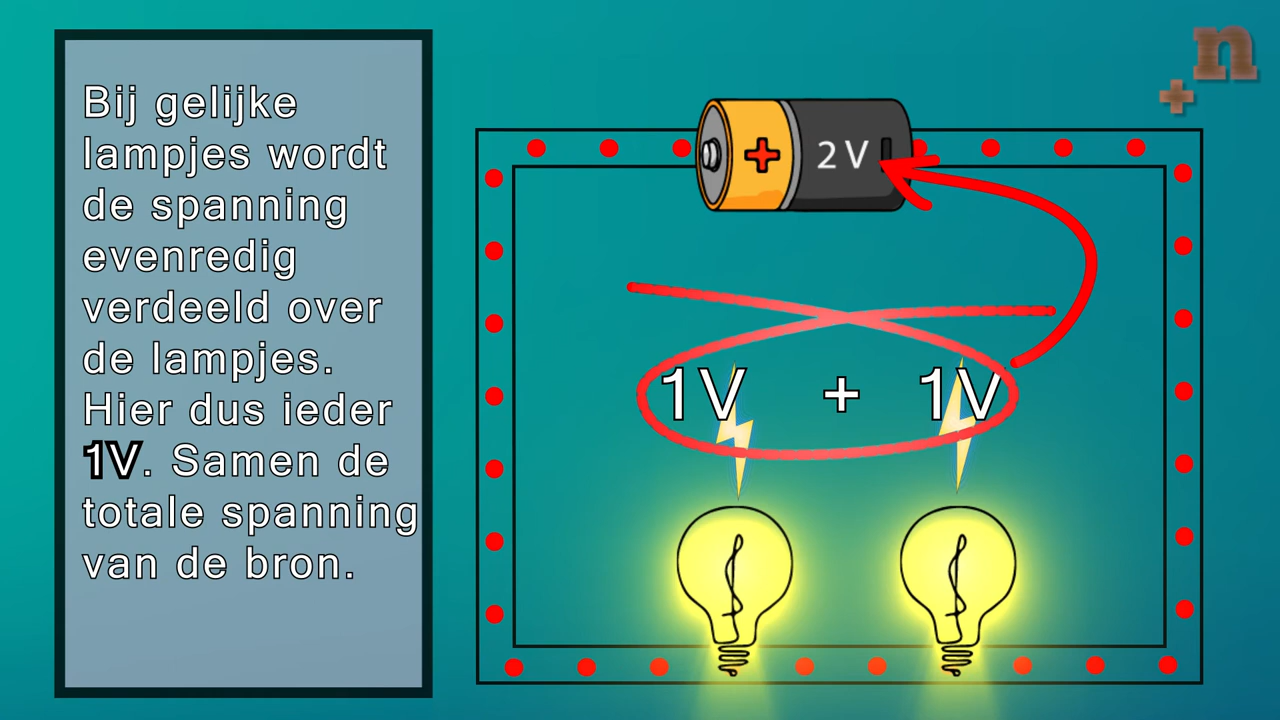 Bij gelijke
lampjes wordt
de spanning
evenredig
verdeeld over
de lampjes.
Hier dus ieder
1V. Samen de
totale spanning
van de bron.
n
+
+ 2V
1V + 1V